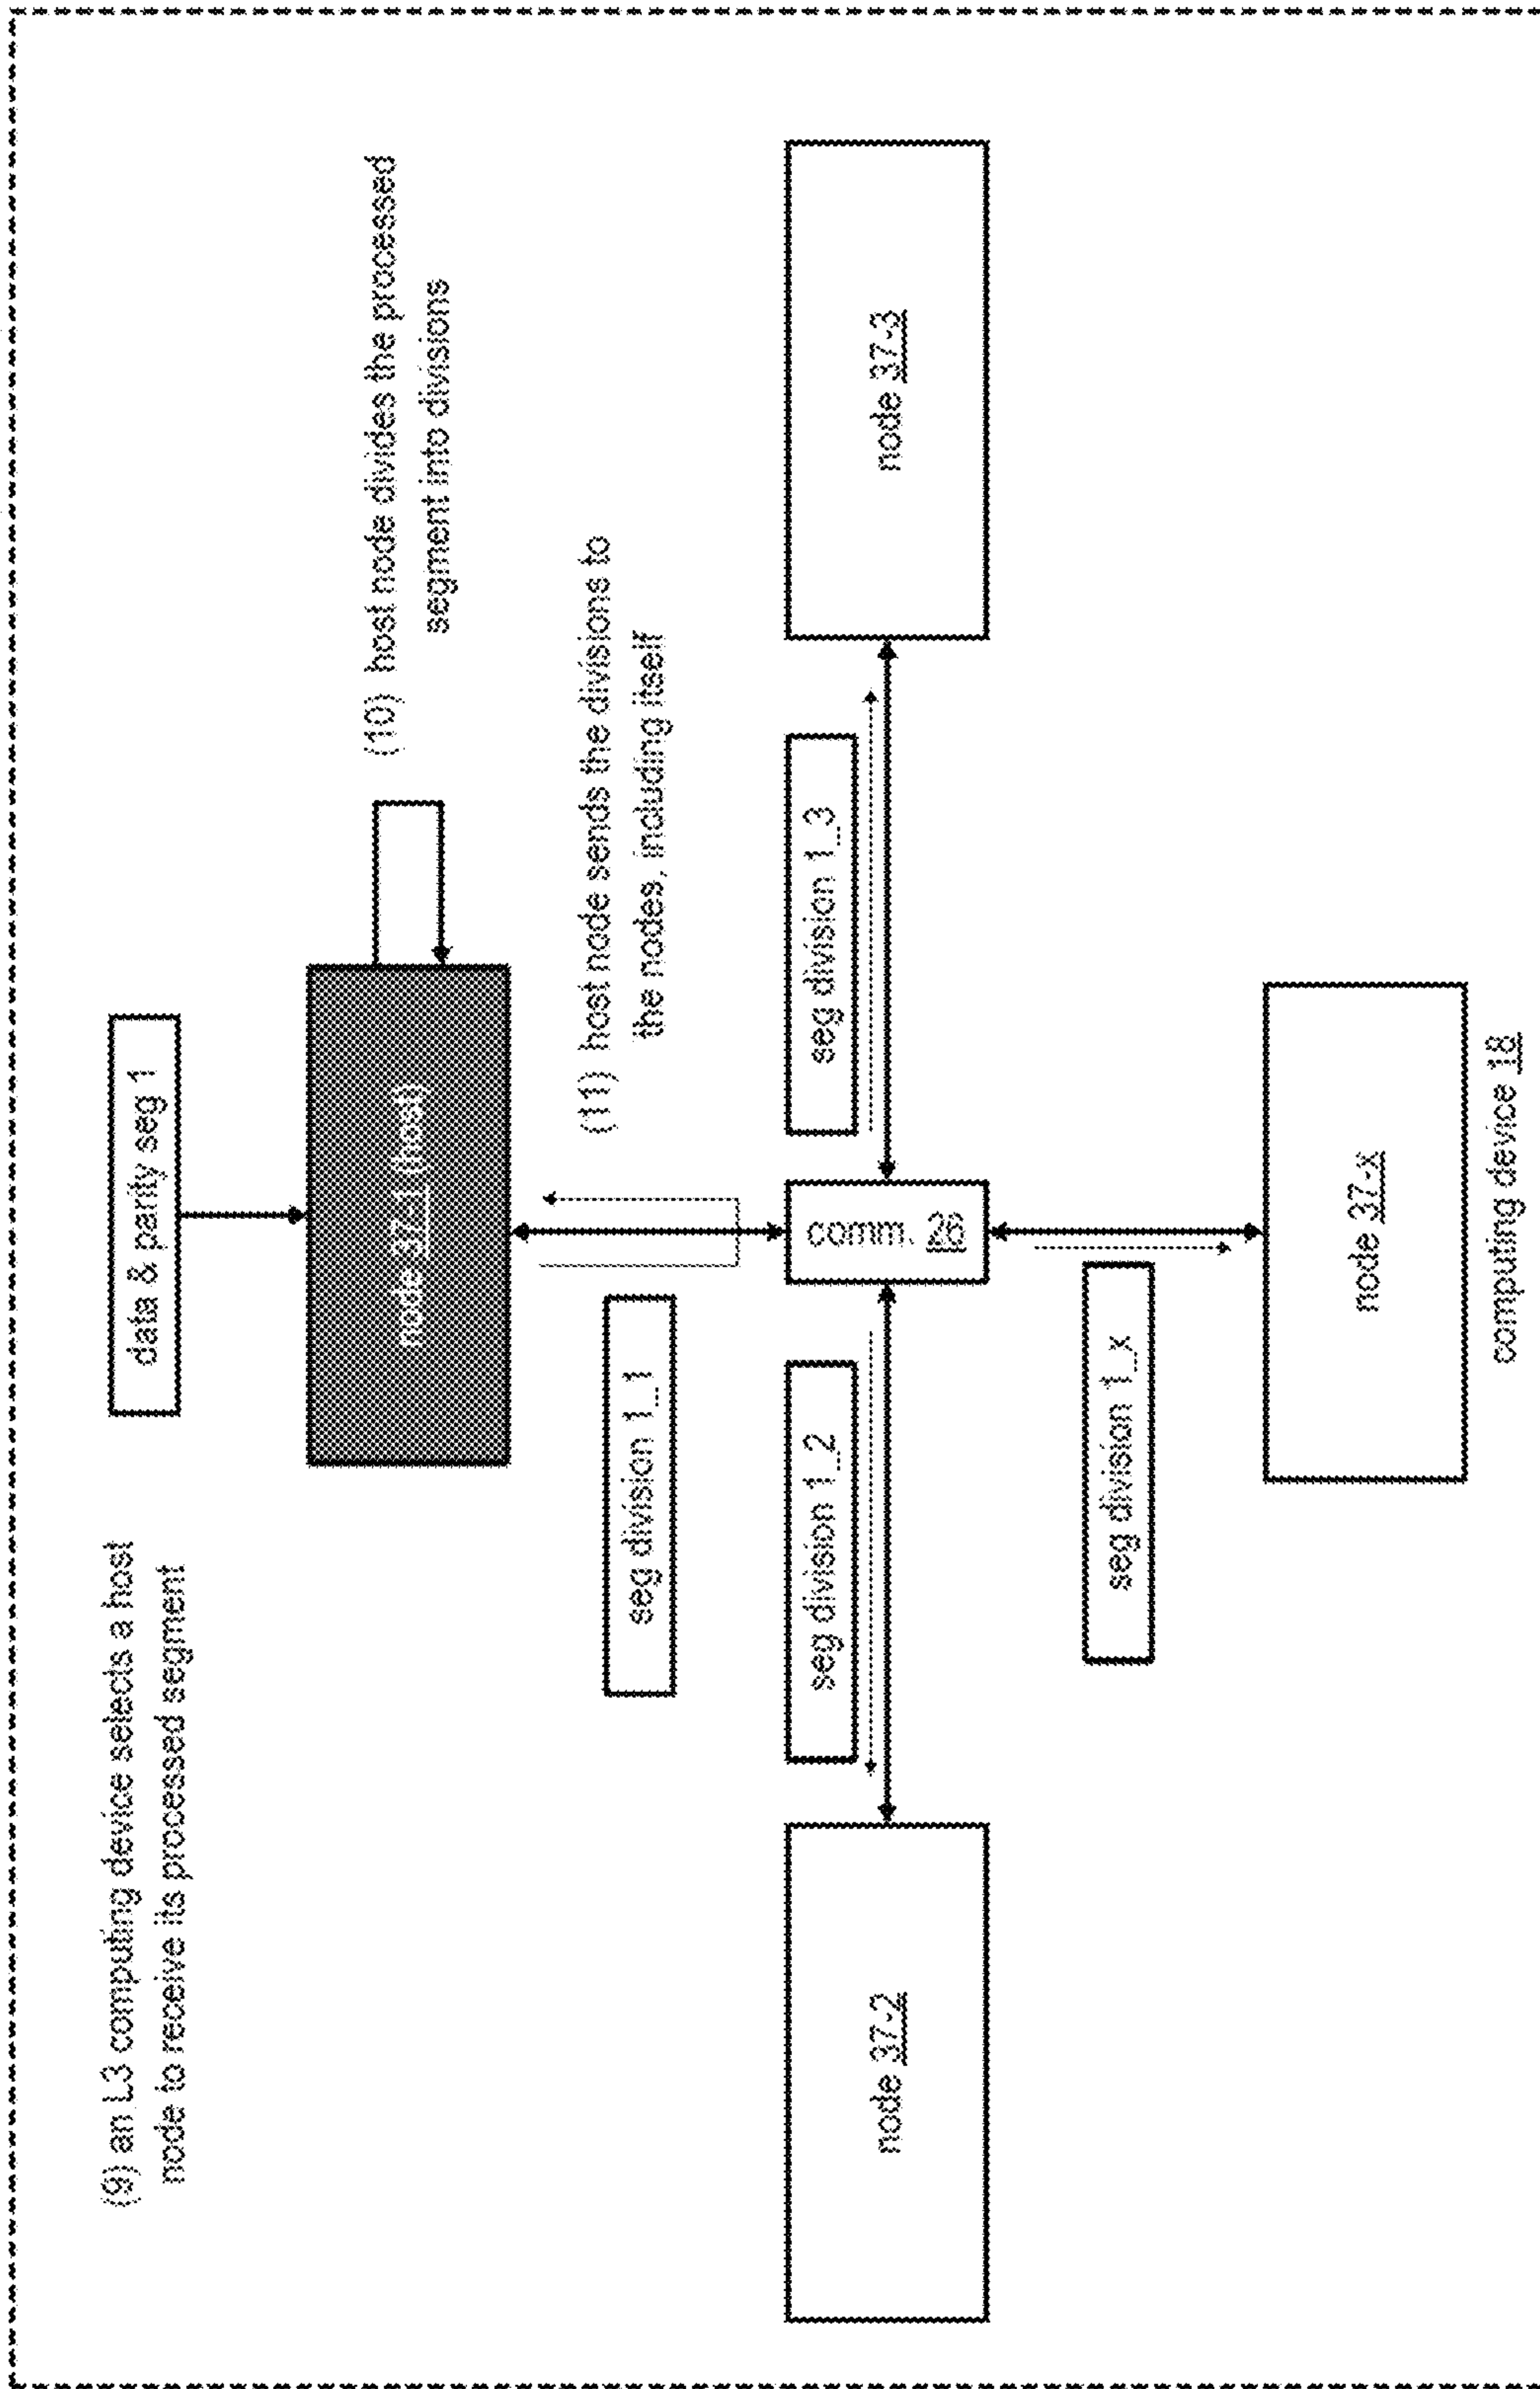 (9) an L3 computing device selects a host
node to receive its processed segment
data & parity seg 1
node 37-1 (host)
(10) host node divides the processed
segment into divisions
(11) host node sends the divisions to
the nodes, including itself
seg division 1_1
seg division 1_2
seg division 1_3
node 37-2
comm. 26
node 37-3
seg division 1_x
node 37-x
computing device 18